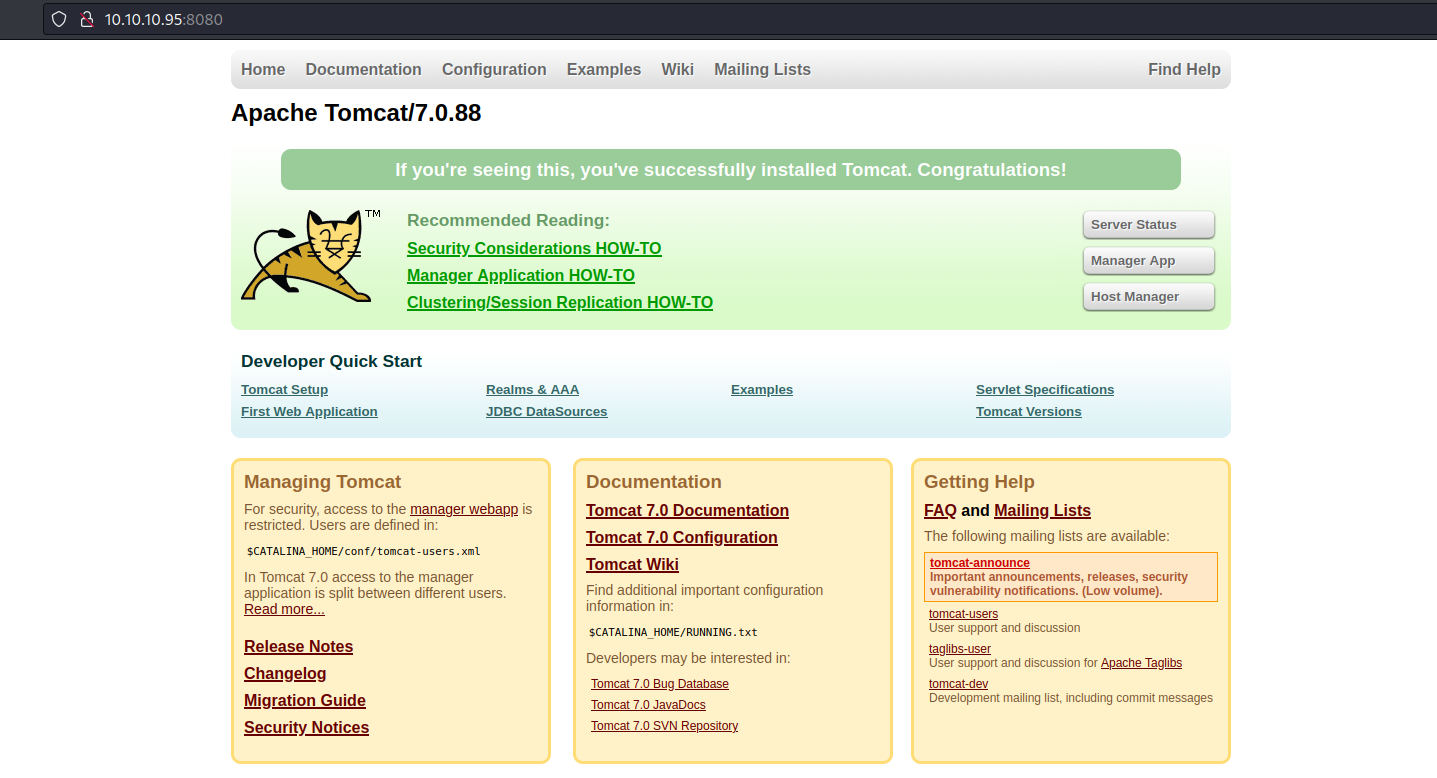 10.10.10.95:8080
Home Documentation Configuration Examples Wiki Mailing Lists Find Help
Apache Tomcat/7.0.88
If you're seeing this, you've successfully installed Tomcat. Congratulations!
TM
Recommended Reading:
Security Considerations HOW-TO
Manager Application HOW-TO
Clustering/Session Replication HOW-TO
Server Status
Manager App
Host Manager
Developer Quick Start
Tomcat Setup
First Web Application
Realms & AAA
JDBC DataSources
Examples
Servlet Specifications
Tomcat Versions
Managing Tomcat
For security, access to the manager webapp is
restricted. Users are defined in:
$CATALINA_HOME/conf/tomcat-users.xml
In Tomcat 7.0 access to the manager
application is split between different users.
Read more...
Release Notes
Changelog
Migration Guide
Security Notices
Documentation
Tomcat 7.0 Documentation
Tomcat 7.0 Configuration
Tomcat Wiki
Find additional important configuration
information in:
$CATALINA_HOME/RUNNING.txt
Developers may be interested in:
Tomcat 7.0 Bug Database
Tomcat 7.0 JavaDocs
Tomcat 7.0 SVN Repository
Getting Help
FAQ and Mailing Lists
The following mailing lists are available:
tomcat-announce
Important announcements, releases, security
vulnerability notifications. (Low volume).
tomcat-users
User support and discussion
taglibs-user
User support and discussion for Apache Taglibs
tomcat-dev
Development mailing list, including commit messages